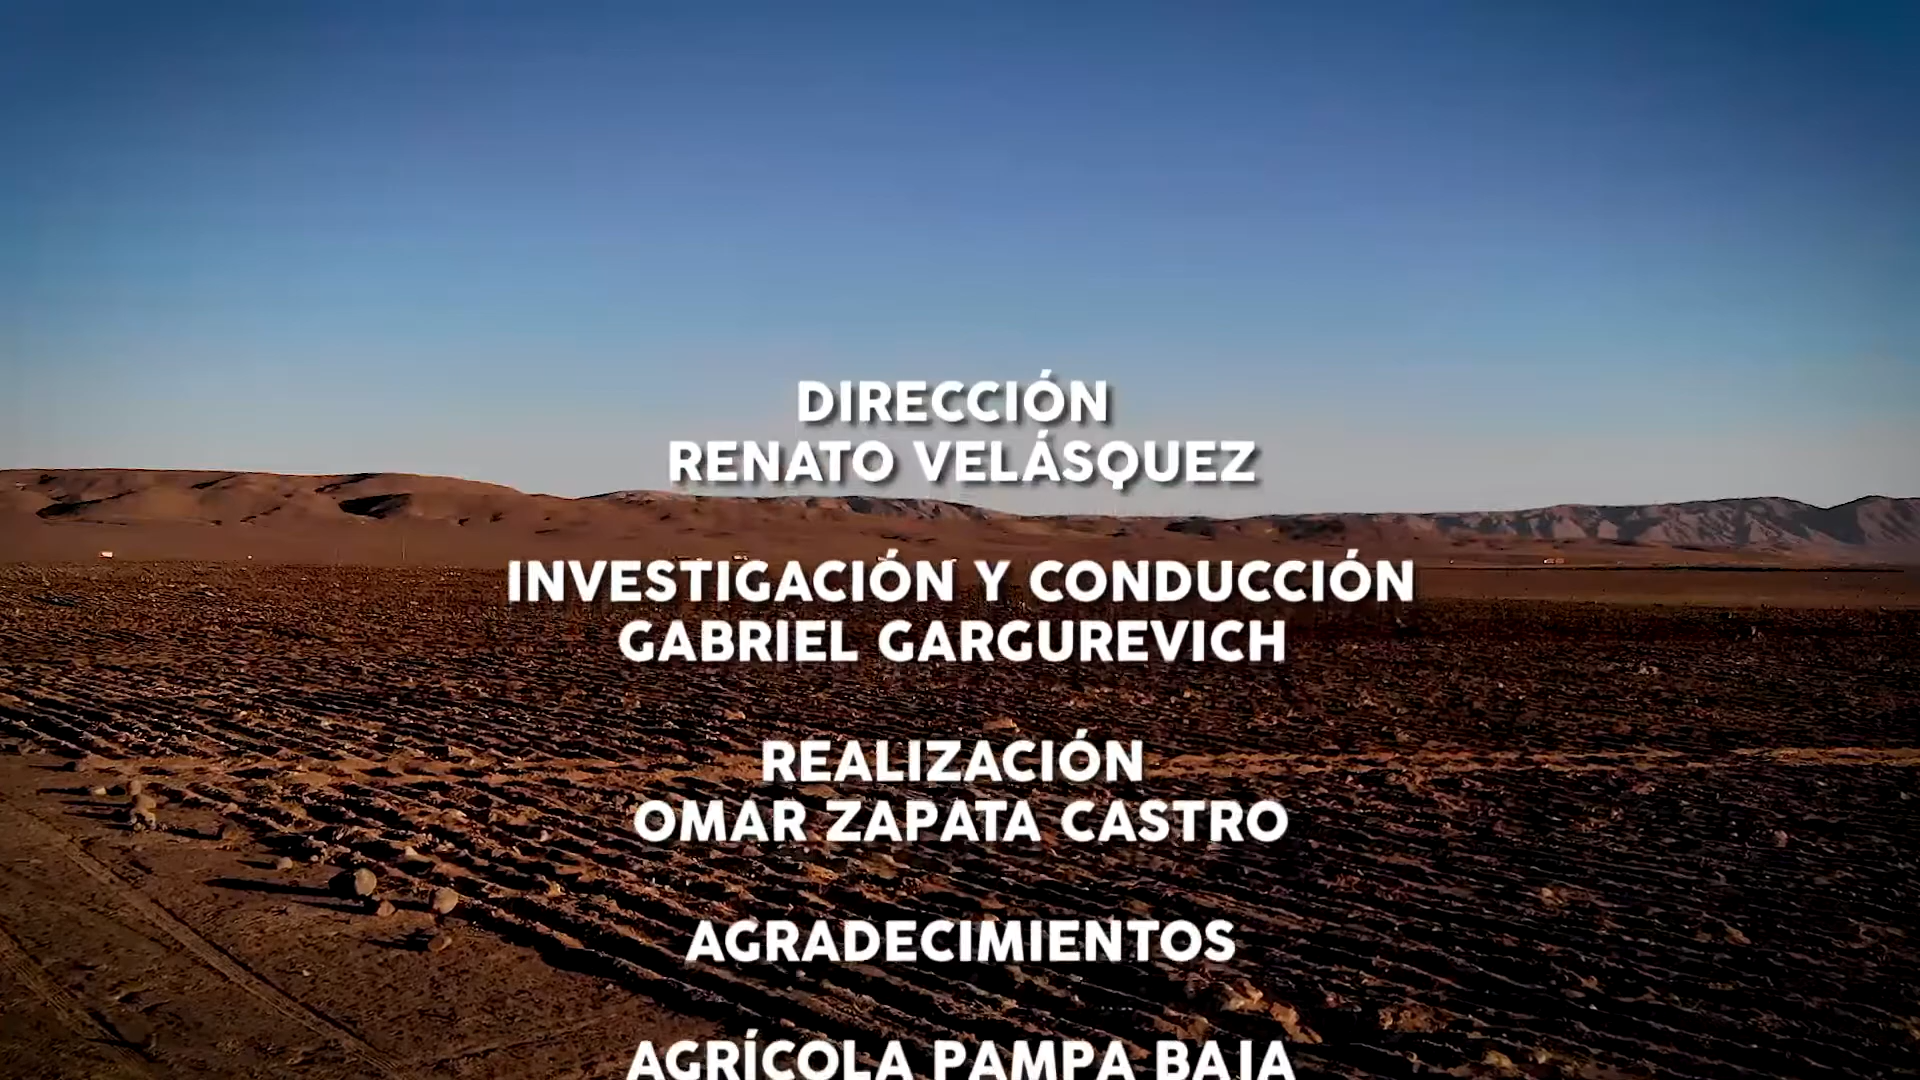 DIRECCIÓN
RENATO VELÁSQUEZ
INVESTIGACIÓN Y CONDUCCIÓN
GABRIEL GARGUREVICH
REALIZACIÓN
OMAR ZAPATA CASTRO
AGRADECIMIENTOS
AGRÍCOLA PAMPA BAJA